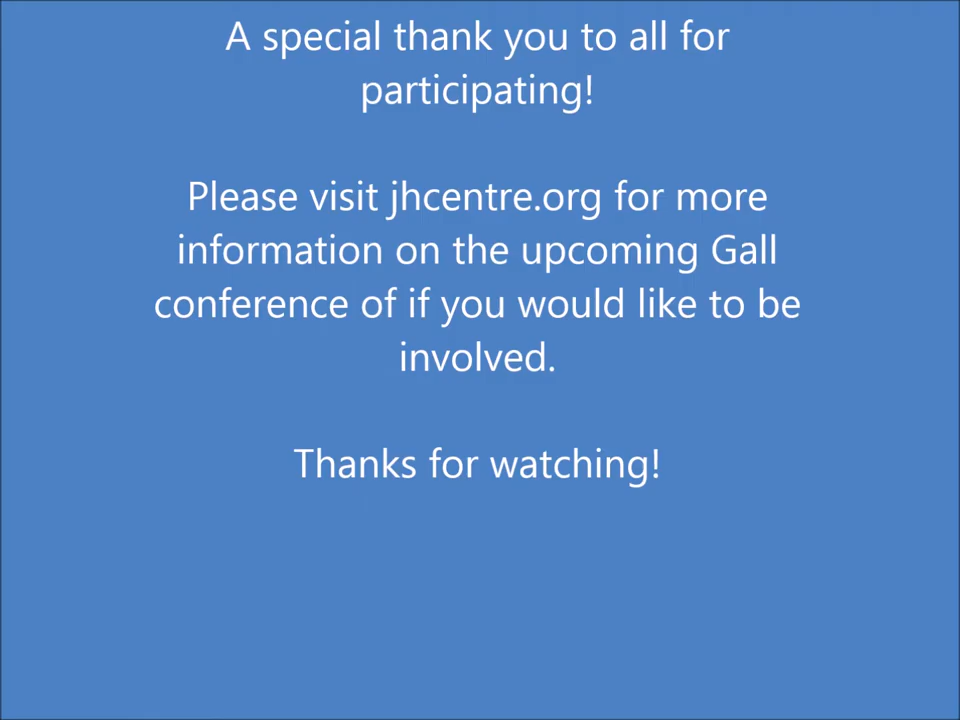 A special thank you to all for
participating!
Please visit jhcentre.org for more
information on the upcoming Gall
conference of if you would like to be
involved.
Thanks for watching!